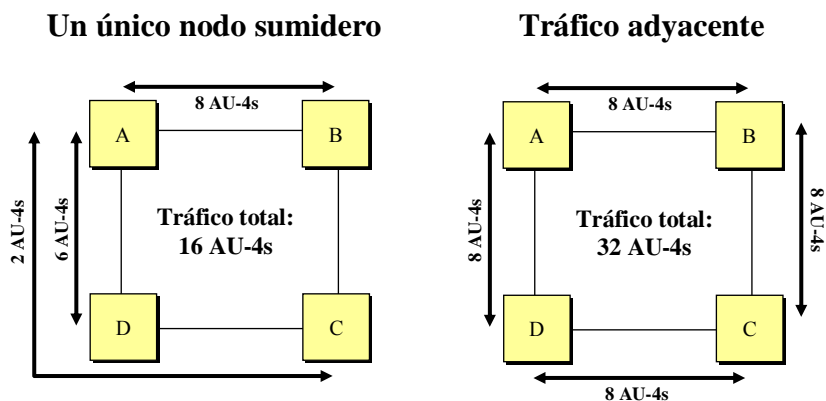 Un único nodo sumidero
8 AU-4s
A
B
2 AU-4s
6 AU-4s
Tráfico total:
16 AU-4s
D
C
Tráfico adyacente
8 AU-4s
A
B
8 AU-4s
Tráfico total:
32 AU-4s
8 AU-4s
D
C
8 AU-4s